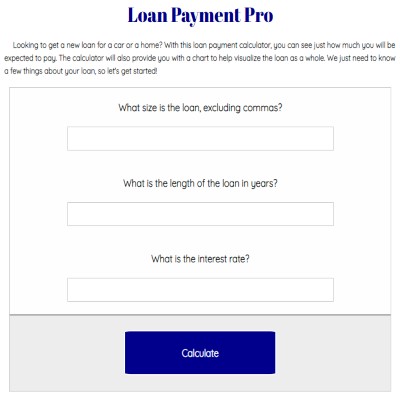 Loan Payment Pro
Looking to get a new loan for a car or a home? With this loan payment calculator, you can see just how much you will be
expected to pay. The calculator will also provide you with a chart to help visualize the loan as a whole. We just need to know
a few things about your loan, so let's get started!
What size is the loan, excluding commas?
What is the length of the loan in years?
What is the interest rate?
Calculate